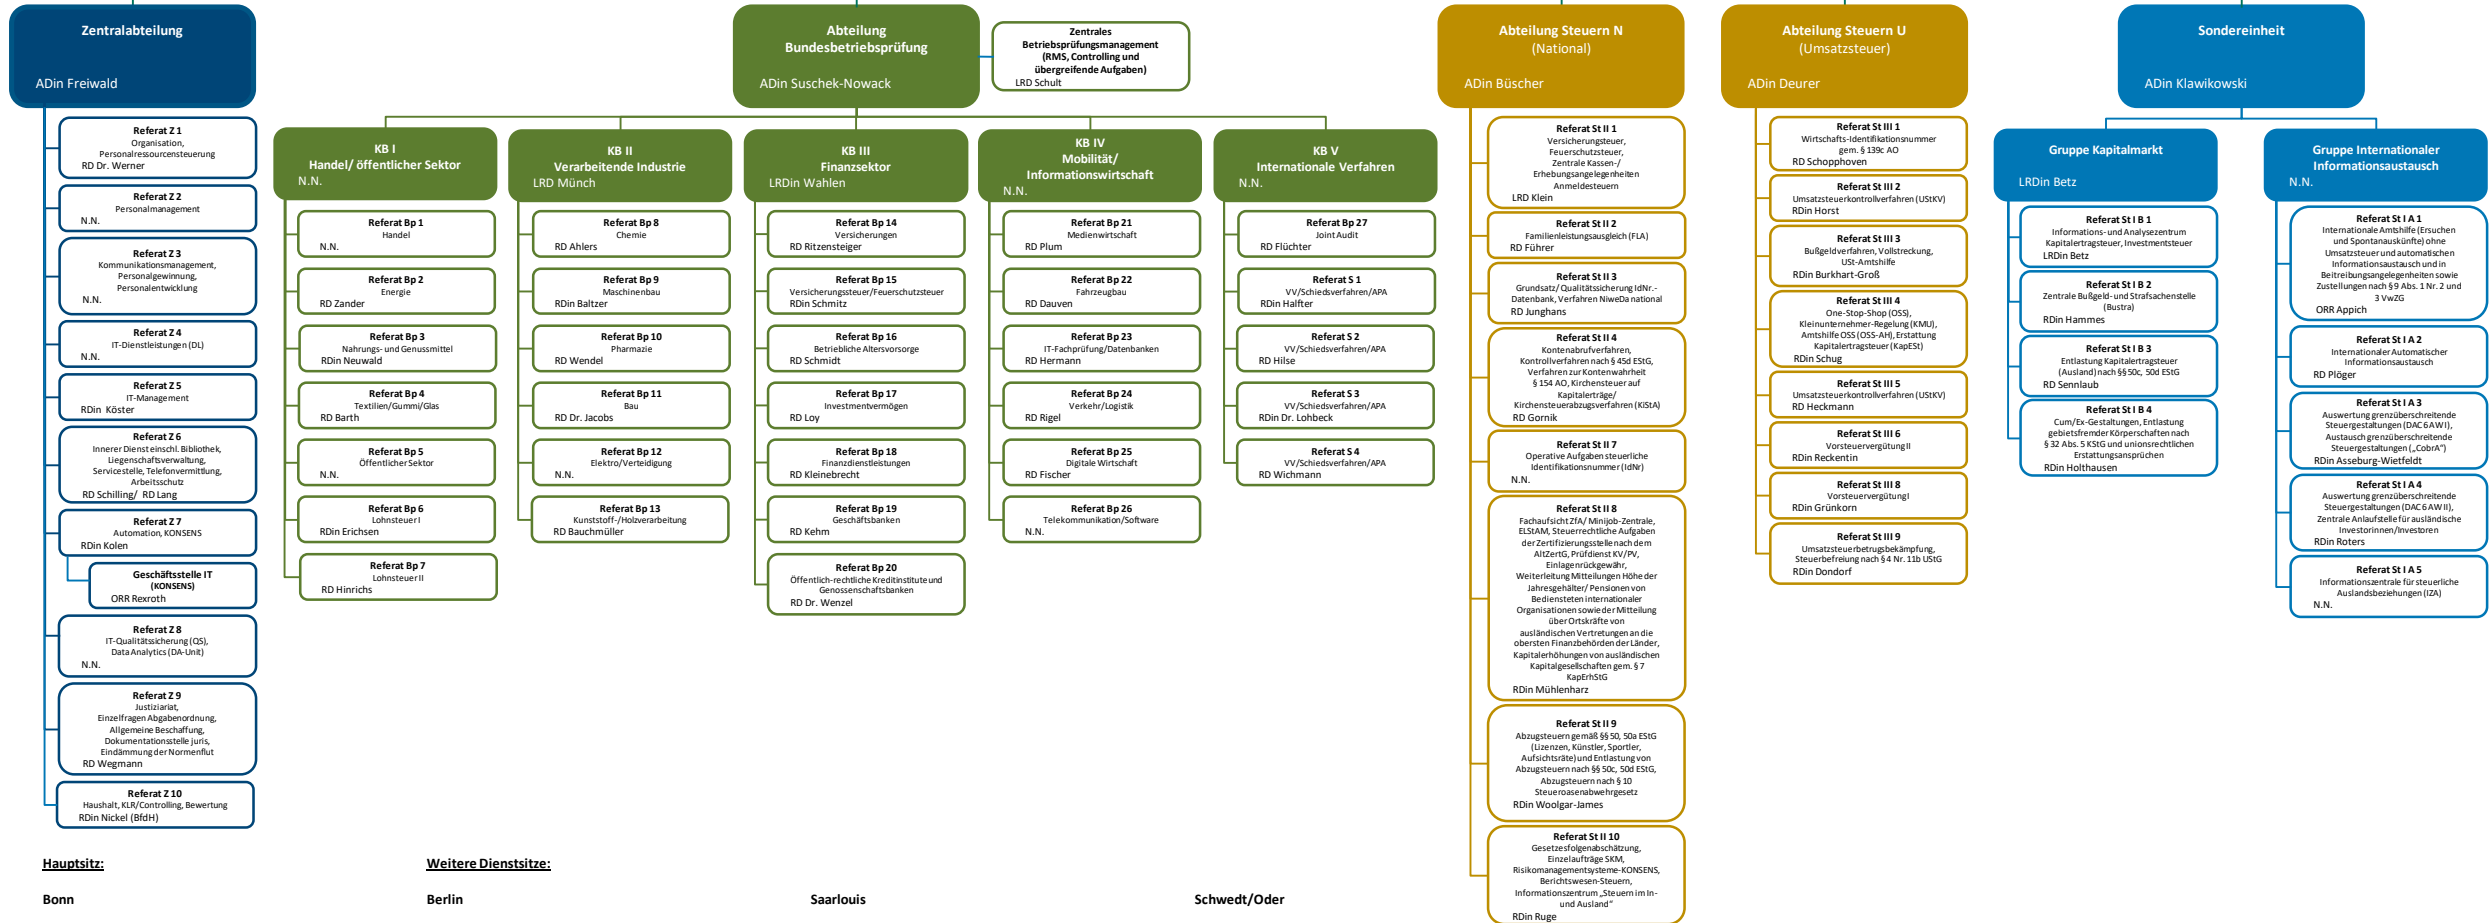 Zentralabteilung
ADin Freiwald
Referat Z 1
Organisation,
Personalressourcensteuerung
RD Dr. Werner
Referat Z 2
Personalmanagement
N.N.
Referat Z 3
Kommunikationsmanagement,
Personalgewinnung,
Personalentwicklung
N.N.
Referat Z 4
IT-Dienstleistungen (DL)
N.N.
Referat Z 5
IT-Management
RDin Köster
Referat Z 6
Innerer Dienst einschl. Bibliothek,
Liegenschaftsverwaltung,
Servicestelle, Telefonvermittlung,
Arbeitsschutz
RD Schilling/ RD Lang
Referat Z 7
Automation, KONSENS
RDin Kolen
Geschäftsstelle IT
(KONSENS)
ORR Rexroth
Referat Z 8
IT-Qualitätssicherung (QS),
Data Analytics (DA-Unit)
N.N.
Referat Z 9
Justiziariat,
Einzelfragen Abgabenordnung,
Allgemeine Beschaffung,
Dokumentationsstelle juris,
Eindämmung der Normenflut
RD Wegmann
Referat Z 10
Haushalt, KLR/Controlling, Bewertung
RDin Nickel (BfdH)
Abteilung
Bundesbetriebsprüfung
ADin Suschek-Nowack
Zentrales
Betriebsprüfungsmanagement
(RMS, Controlling und
übergreifende Aufgaben)
LRD Schult
KB I
Handel/ öffentlicher Sektor
N.N.
Referat Bp 1
Handel
N.N.
Referat Bp 2
Energie
RD Zander
Referat Bp 3
Nahrungs- und Genussmittel
RDin Neuwald
Referat Bp 4
Textilien/Gummi/Glas
RD Barth
Referat Bp 5
Öffentlicher Sektor
N.N.
Referat Bp 6
Lohnsteuer I
RDin Erichsen
Referat Bp 7
Lohnsteuer II
RD Hinrichs
KB II
Verarbeitende Industrie
LRD Münch
Referat Bp 8
Chemie
RD Ahlers
Referat Bp 9
Maschinenbau
RDin Baltzer
Referat Bp 10
Pharmazie
RD Wendel
Referat Bp 11
Bau
RD Dr. Jacobs
Referat Bp 12
Elektro/Verteidigung
N.N.
Referat Bp 13
Kunststoff-/Holzverarbeitung
RD Bauchmüller
KB III
Finanzsektor
LRDin Wahlen
Referat Bp 14
Versicherungen
RD Ritzensteiger
Referat Bp 15
Versicherungssteuer/Feuerschutzsteuer
RDin Schmitz
Referat Bp 16
Betriebliche Altersvorsorge
RD Schmidt
Referat Bp 17
Investmentvermögen
RD Loy
Referat Bp 18
Finanzdienstleistungen
RD Kleinebrecht
Referat Bp 19
Geschäftsbanken
RD Kehm
Referat Bp 20
Öffentlich-rechtliche Kreditinstitute und
Genossenschaftsbanken
RD Dr. Wenzel
KB IV
Mobilität/
Informationswirtschaft
N.N.
Referat Bp 21
Medienwirtschaft
RD Plum
Referat Bp 22
Fahrzeugbau
RD Dauven
Referat Bp 23
IT-Fachprüfung/Datenbanken
RD Hermann
Referat Bp 24
Verkehr/Logistik
RD Rigel
Referat Bp 25
Digitale Wirtschaft
RD Fischer
Referat Bp 26
Telekommunikation/Software
N.N.
KB V
Internationale Verfahren
N.N.
Referat Bp 27
Joint Audit
RD Flüchter
Referat S 1
VV/Schiedsverfahren/APA
RDin Halfter
Referat S 2
VV/Schiedsverfahren/APA
RD Hilse
Referat S 3
VV/Schiedsverfahren/APA
RDin Dr. Lohbeck
Referat S 4
VV/Schiedsverfahren/APA
RD Wichmann
Abteilung Steuern N
(National)
ADin Büscher
Referat St II 1
Versicherungsteuer,
Feuerschutzsteuer,
Zentrale Kassen-/
Erhebungsangelegenheiten
Anmeldesteuern
LRD Klein
Referat St II 2
Familienleistungsausgleich (FLA)
RD Führer
Referat St II 3
Grundsatz/ Qualitätssicherung IdNr.-
Datenbank, Verfahren NiweDa national
RD Junghans
Referat St II 4
Kontenabrufverfahren,
Kontrollverfahren nach § 45d EStG,
Verfahren zur Kontenwahrheit
§ 154 AO, Kirchensteuer auf
Kapitalerträge/
Kirchensteuerabzugsverfahren (KiStA)
RD Gornik
Referat St II 7
Operative Aufgaben steuerliche
Identifikationsnummer (IdNr)
N.N.
Referat St II 8
Fachaufsicht ZfA/ Minijob-Zentrale,
ELStAM, Steuerrechtliche Aufgaben
der Zertifizierungsstelle nach dem
AltZertG, Prüfdienst KV/PV,
Einlagenrückgewähr,
Weiterleitung Mitteilungen Höhe der
Jahresgehälter/ Pensionen von
Bediensteten internationaler
Organisationen sowie der Mitteilung
über Ortskräfte von
ausländischen Vertretungen an die
obersten Finanzbehörden der Länder,
Kapitalerhöhungen von ausländischen
Kapitalgesellschaften gem. § 7
KapErhStG
RDin Mühlenharz
Referat St II 9
Abzugsteuern gemäß §§ 50, 50a EStG
(Lizenzen, Künstler, Sportler,
Aufsichtsräte) und Entlastung von
Abzugsteuern nach §§ 50c, 50d EStG,
Abzugsteuern nach § 10
Steueroasenabwehrgesetz
RDin Woolgar-James
Referat St II 10
Gesetzesfolgenabschätzung,
Einzelaufträge SKM,
Risikomanagementsysteme-KONSENS,
Berichtswesen-Steuern,
Informationszentrum „Steuern im In-
und Ausland“
RDin Ruge
Abteilung Steuern U
(Umsatzsteuer)
ADin Deurer
Referat St III 1
Wirtschafts-Identifikationsnummer
gem. § 139c AO
RD Schopphoven
Referat St III 2
Umsatzsteuerkontrollverfahren (UStKV)
RDin Horst
Referat St III 3
Bußgeldverfahren, Vollstreckung,
USt-Amtshilfe
RDin Burkhart-Groß
Referat St III 4
One-Stop-Shop (OSS),
Kleinunternehmer-Regelung (KMU),
Amtshilfe OSS (OSS-AH), Erstattung
Kapitalertragsteuer (KapESt)
RDin Schug
Referat St III 5
Umsatzsteuerkontrollverfahren (UStKV)
RD Heckmann
Referat St III 6
Vorsteuervergütung II
RDin Reckentin
Referat St III 8
Vorsteuervergütung I
RDin Grünkorn
Referat St III 9
Umsatzsteuerbetrugsbekämpfung,
Steuerbefreiung nach § 4 Nr. 11b UStG
RDin Dondorf
Sondereinheit
ADin Klawikowski
Gruppe Kapitalmarkt
LRDin Betz
Referat St I B 1
Informations- und Analysezentrum
Kapitalertragsteuer, Investmentsteuer
LRDin Betz
Referat St I B 2
Zentrale Bußgeld- und Strafsachenstelle
(Bustra)
RDin Hammes
Referat St I B 3
Entlastung Kapitalertragsteuer
(Ausland) nach §§ 50c, 50d EStG
RD Sennlaub
Referat St I B 4
Cum/Ex-Gestaltungen, Entlastung
gebietsfremder Körperschaften nach
§ 32 Abs. 5 KStG und unionsrechtlichen
Erstattungsansprüchen
RDin Holthausen
Gruppe Internationaler
Informationsaustausch
N.N.
Referat St I A 1
Internationale Amtshilfe (Ersuchen
und Spontanauskünfte) ohne
Umsatzsteuer und automatischen
Informationsaustausch und in
Beitreibungsangelegenheiten sowie
Zustellungen nach § 9 Abs. 1 Nr. 2 und
3 VwZG
ORR Appich
Referat St I A 2
Internationaler Automatischer
Informationsaustausch
RD Plöger
Referat St I A 3
Auswertung grenzüberschreitende
Steuergestaltungen (DAC6 AW I),
Austausch grenzüberschreitende
Steuergestaltungen („CobrA“)
RDin Asseburg-Wietfeldt
Referat St I A 4
Auswertung grenzüberschreitende
Steuergestaltungen (DAC6 AW II),
Zentrale Anlaufstelle für ausländische
Investorinnen/Investoren
RDin Roters
Referat St I A 5
Informationszentrale für steuerliche
Auslandsbeziehungen (IZA)
N.N.
Hauptsitz:
Bonn
Weitere Dienstsitze:
Berlin
Saarlouis
Schwedt/Oder